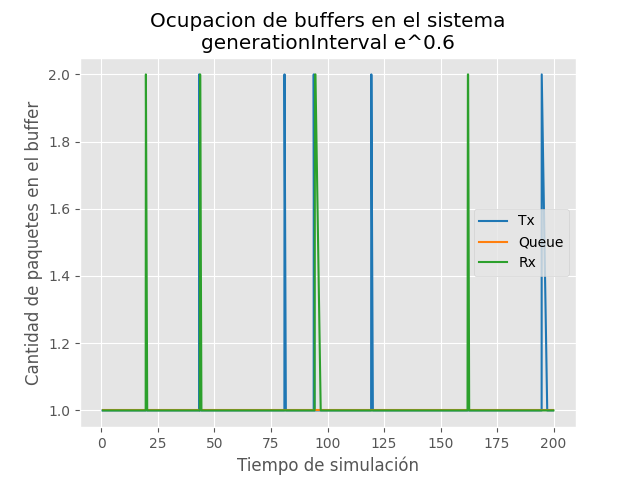 Ocupacion de buffers en el sistema
generationInterval e^0.6
Cantidad de paquetes en el buffer
2.0
1.8
1.6
1.4
1.2
1.0
Tx
Queue
Rx
0 25 50 75 100 125 150 175 200
Tiempo de simulación